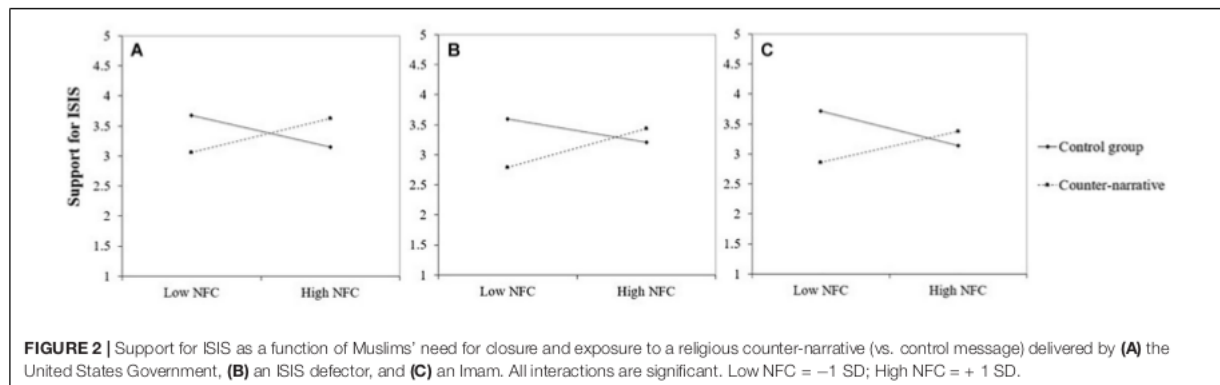 A
B
C
5
4.5
4
3.5
3
2.5
2
1.5
1
5
4.5
4
3.5
3
2.5
2
1.5
1
5
4.5
4
3.5
3
2.5
2
1.5
1
Support for ISIS
Low NFC High NFC
Low NFC High NFC
Low NFC High NFC
Control group
Counter-narrative
FIGURE 2 | Support for ISIS as a function of Muslims' need for closure and exposure to a religious counter-narrative (vs. control message) delivered by (A) the
United States Government, (B) an ISIS defector, and (C) an Imam. All interactions are significant. Low NFC = −1 SD; High NFC = + 1 SD.